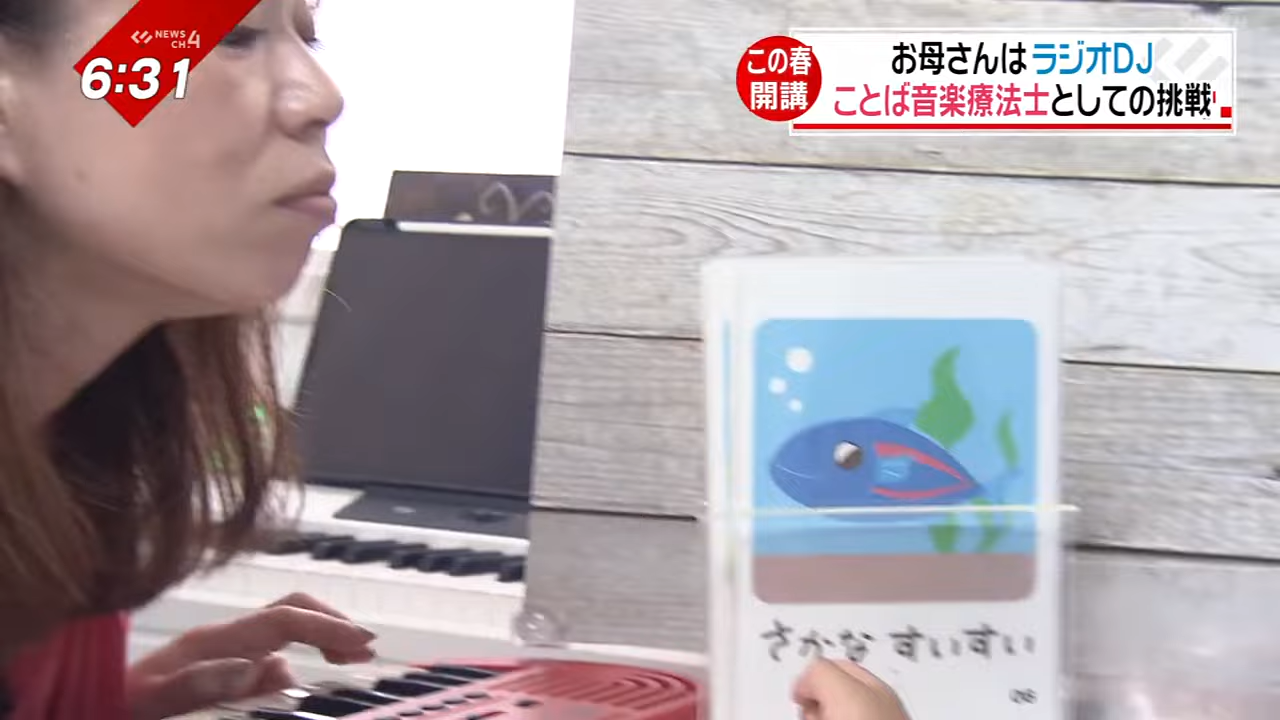 NEWS
CH.4
6:31
この春
開講
お母さんは ラジオDJ
ことば音楽療法士としての挑戦
さかな すいすい